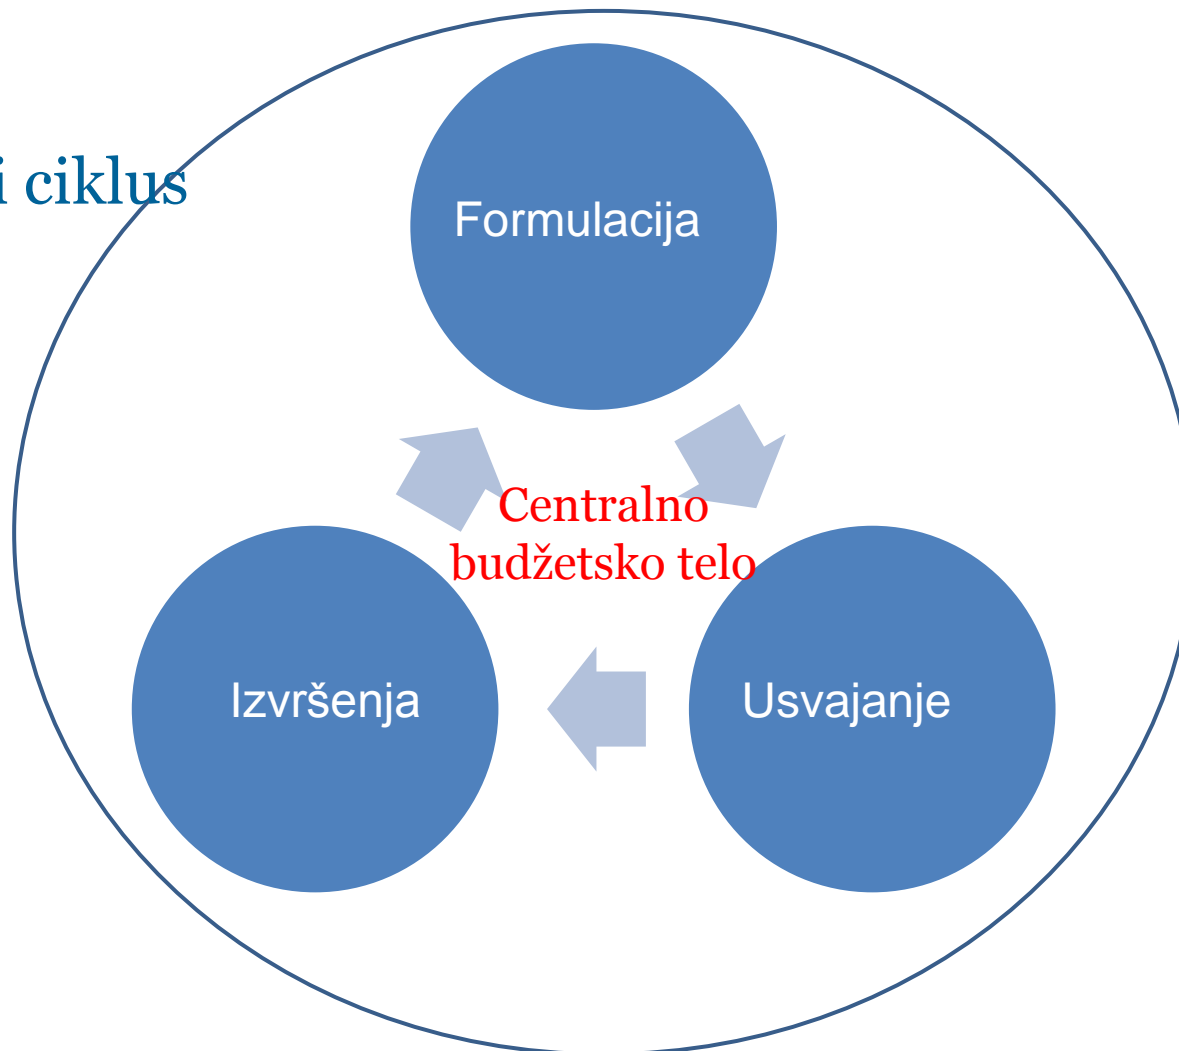 i ciklus
Formulacija
Centralno
budžetsko telo
Izvršenja
Usvajanje